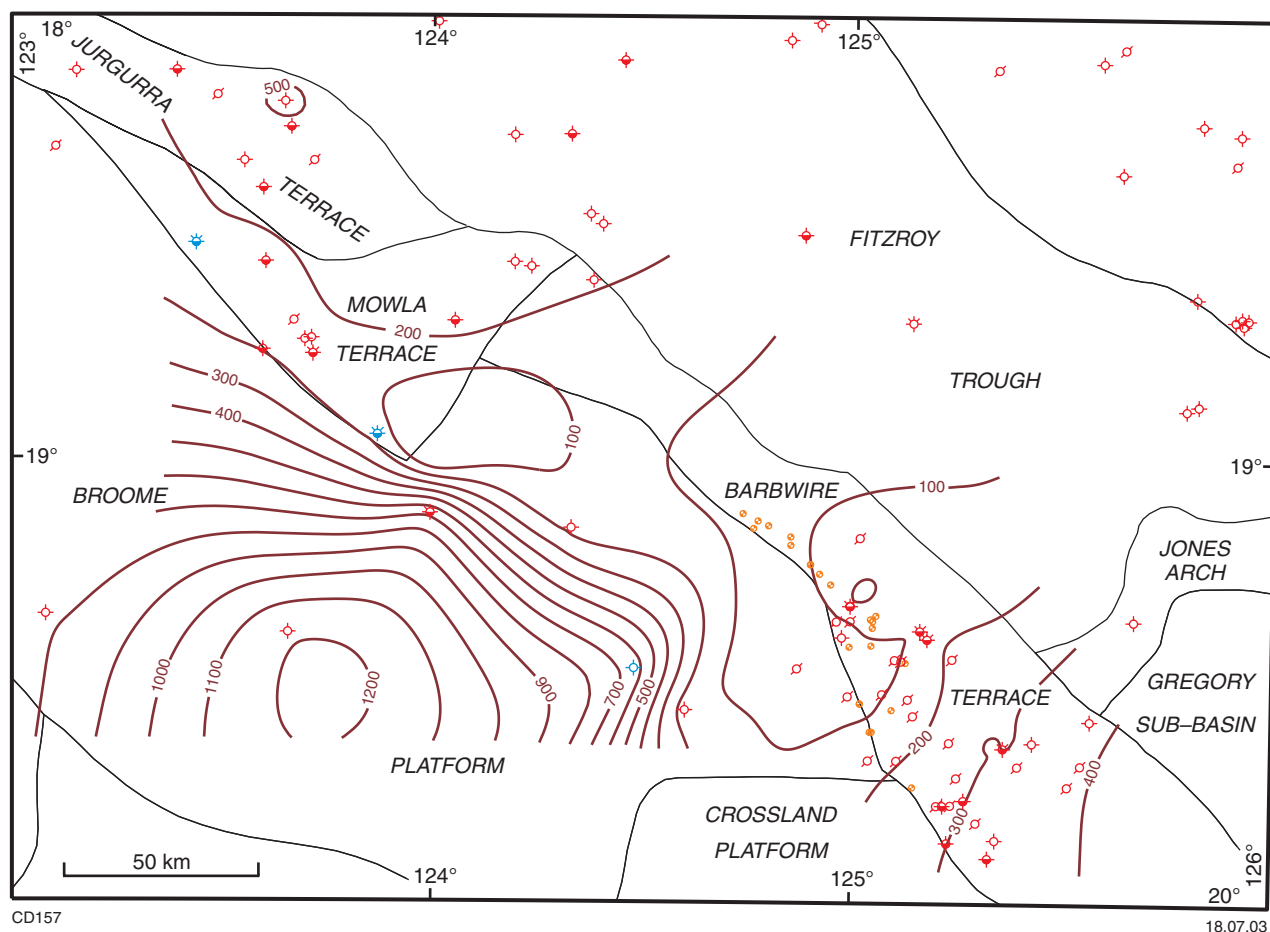 18°
123°
124°
125°
JURGURRA
TERRACE
500
FITZROY
MOWLA
TERRACE
200
TROUGH
300
400
100
19°
19°
BROOME
BARBWIRE
100
JONES
ARCH
1000
1100
1200
900
700
500
TERRACE
GREGORY
SUB–BASIN
200
400
300
PLATFORM
CROSSLAND
PLATFORM
50 km
124°
125°
126°
20°
CD157
18.07.03